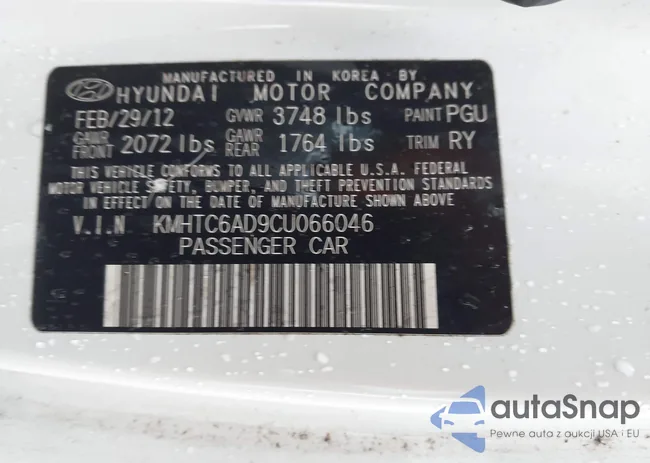 MANUFACTURED IN KOREA BY
HYUNDAI MOTOR COMPANY
FEB/29/12 GVWR 3748 lbs PAINT PGU
GAWR FRONT 2072 lbs GAWR REAR 1764 lbs TRIM RY
THIS VEHICLE CONFORMS TO ALL APPLICABLE U.S.A. FEDERAL
MOTOR VEHICLE SAFETY, BUMPER, AND THEFT PREVENTION STANDARDS
IN EFFECT ON THE DATE OF MANUFACTURE SHOWN ABOVE
V.I.N KMHTC6AD9CU066046
PASSENGER CAR
autaSnap
Pewne auta z aukcji USA i EU